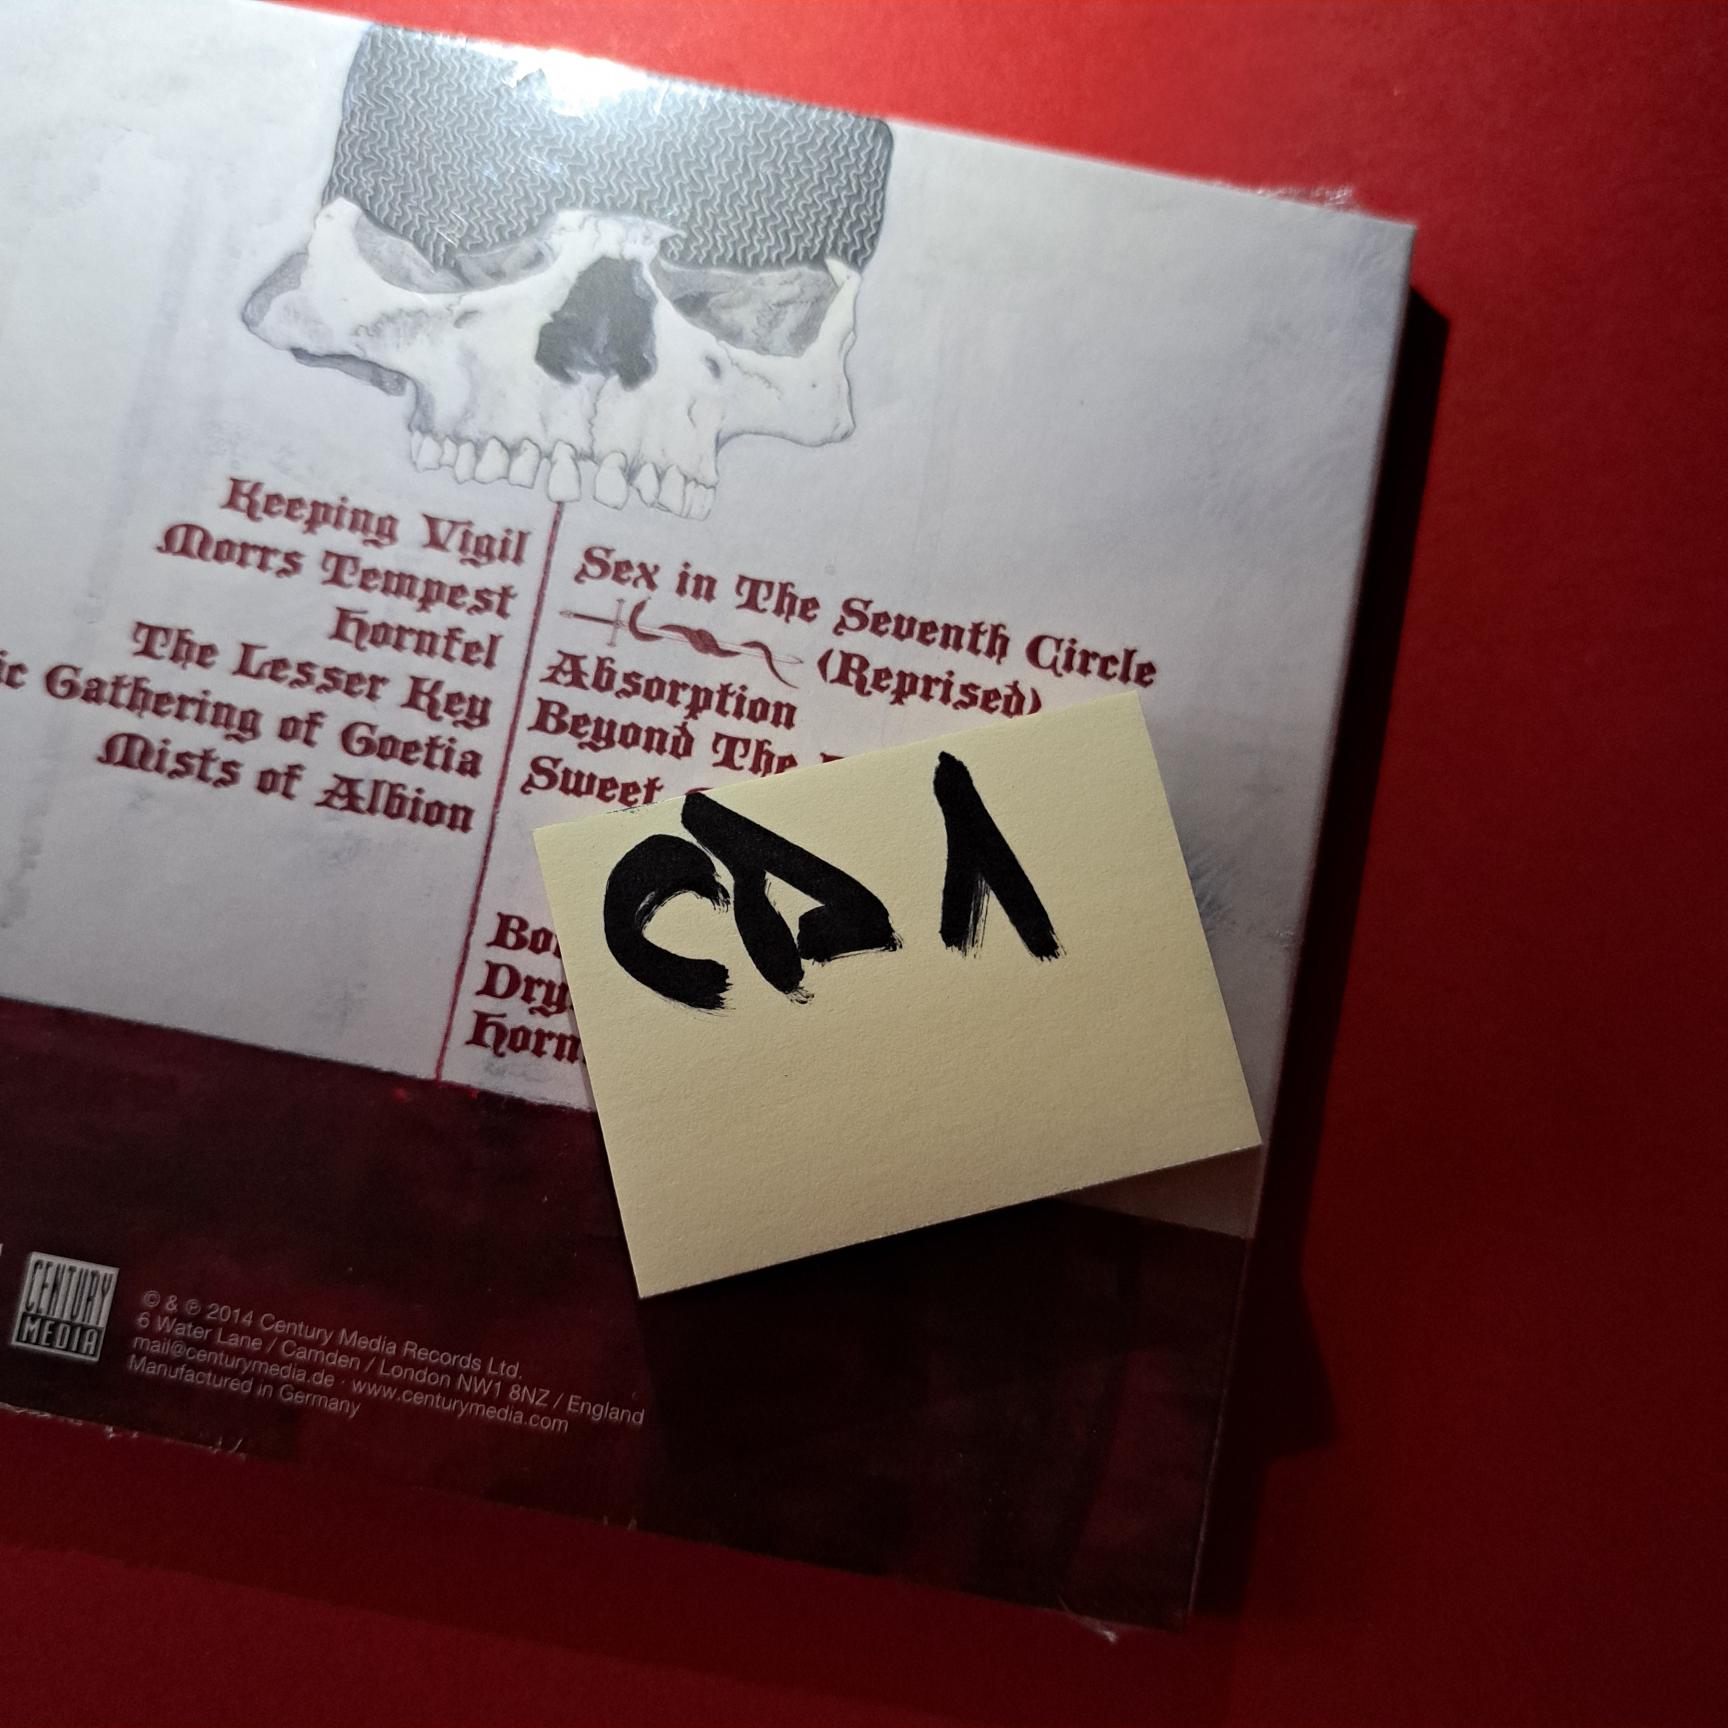 Keeping Vigil
Morrs Tempest
Hornfel
The Lesser Key
Gathering of Goetia
Mists of Albion
Sex in The Seventh Circle
(Reprised)
Absorption
Beyond The
Sweet
CENTURY
MEDIA
© & ℗ 2014 Century Media Records Ltd.
6 Water Lane / Camden / London NW1 8NZ / England
mail@centurymedia.de · www.centurymedia.com
Manufactured in Germany